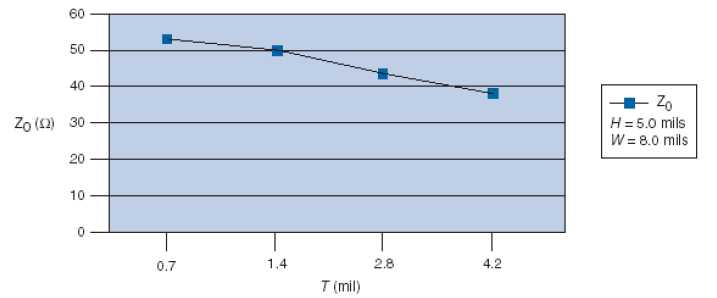 60
50
40
30
20
10
0
Z0 (Ω)
0.7
1.4
2.8
4.2
T (mil)
Z0
H = 5.0 mils
W = 8.0 mils